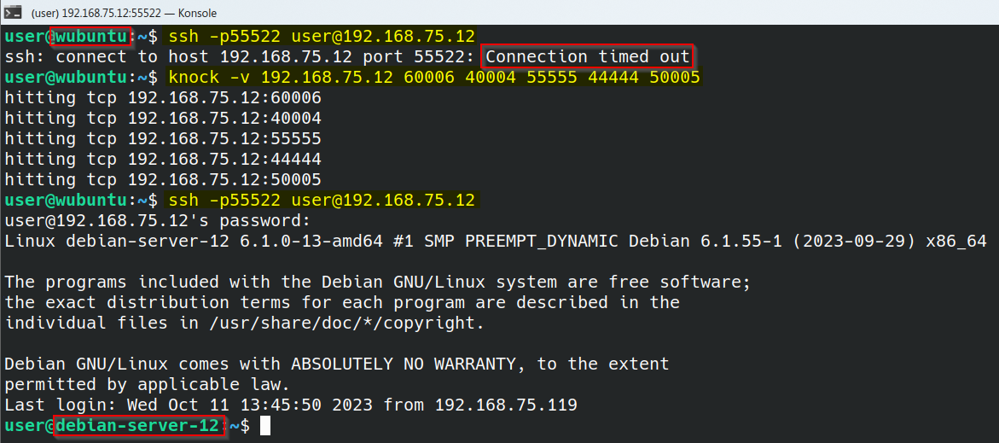 (user) 192.168.75.12:55522 — Konsole
user@wubuntu:~$ ssh -p55522 user@192.168.75.12
ssh: connect to host 192.168.75.12 port 55522: Connection timed out
user@wubuntu:~$ knock -v 192.168.75.12 60006 40004 55555 44444 50005
hitting tcp 192.168.75.12:60006
hitting tcp 192.168.75.12:40004
hitting tcp 192.168.75.12:55555
hitting tcp 192.168.75.12:44444
hitting tcp 192.168.75.12:50005
user@wubuntu:~$ ssh -p55522 user@192.168.75.12
user@192.168.75.12's password:
Linux debian-server-12 6.1.0-13-amd64 #1 SMP PREEMPT_DYNAMIC Debian 6.1.55-1 (2023-09-29) x86_64

The programs included with the Debian GNU/Linux system are free software;
the exact distribution terms for each program are described in the
individual files in /usr/share/doc/*/copyright.

Debian GNU/Linux comes with ABSOLUTELY NO WARRANTY, to the extent
permitted by applicable law.
Last login: Wed Oct 11 13:45:50 2023 from 192.168.75.119
user@debian-server-12:~$